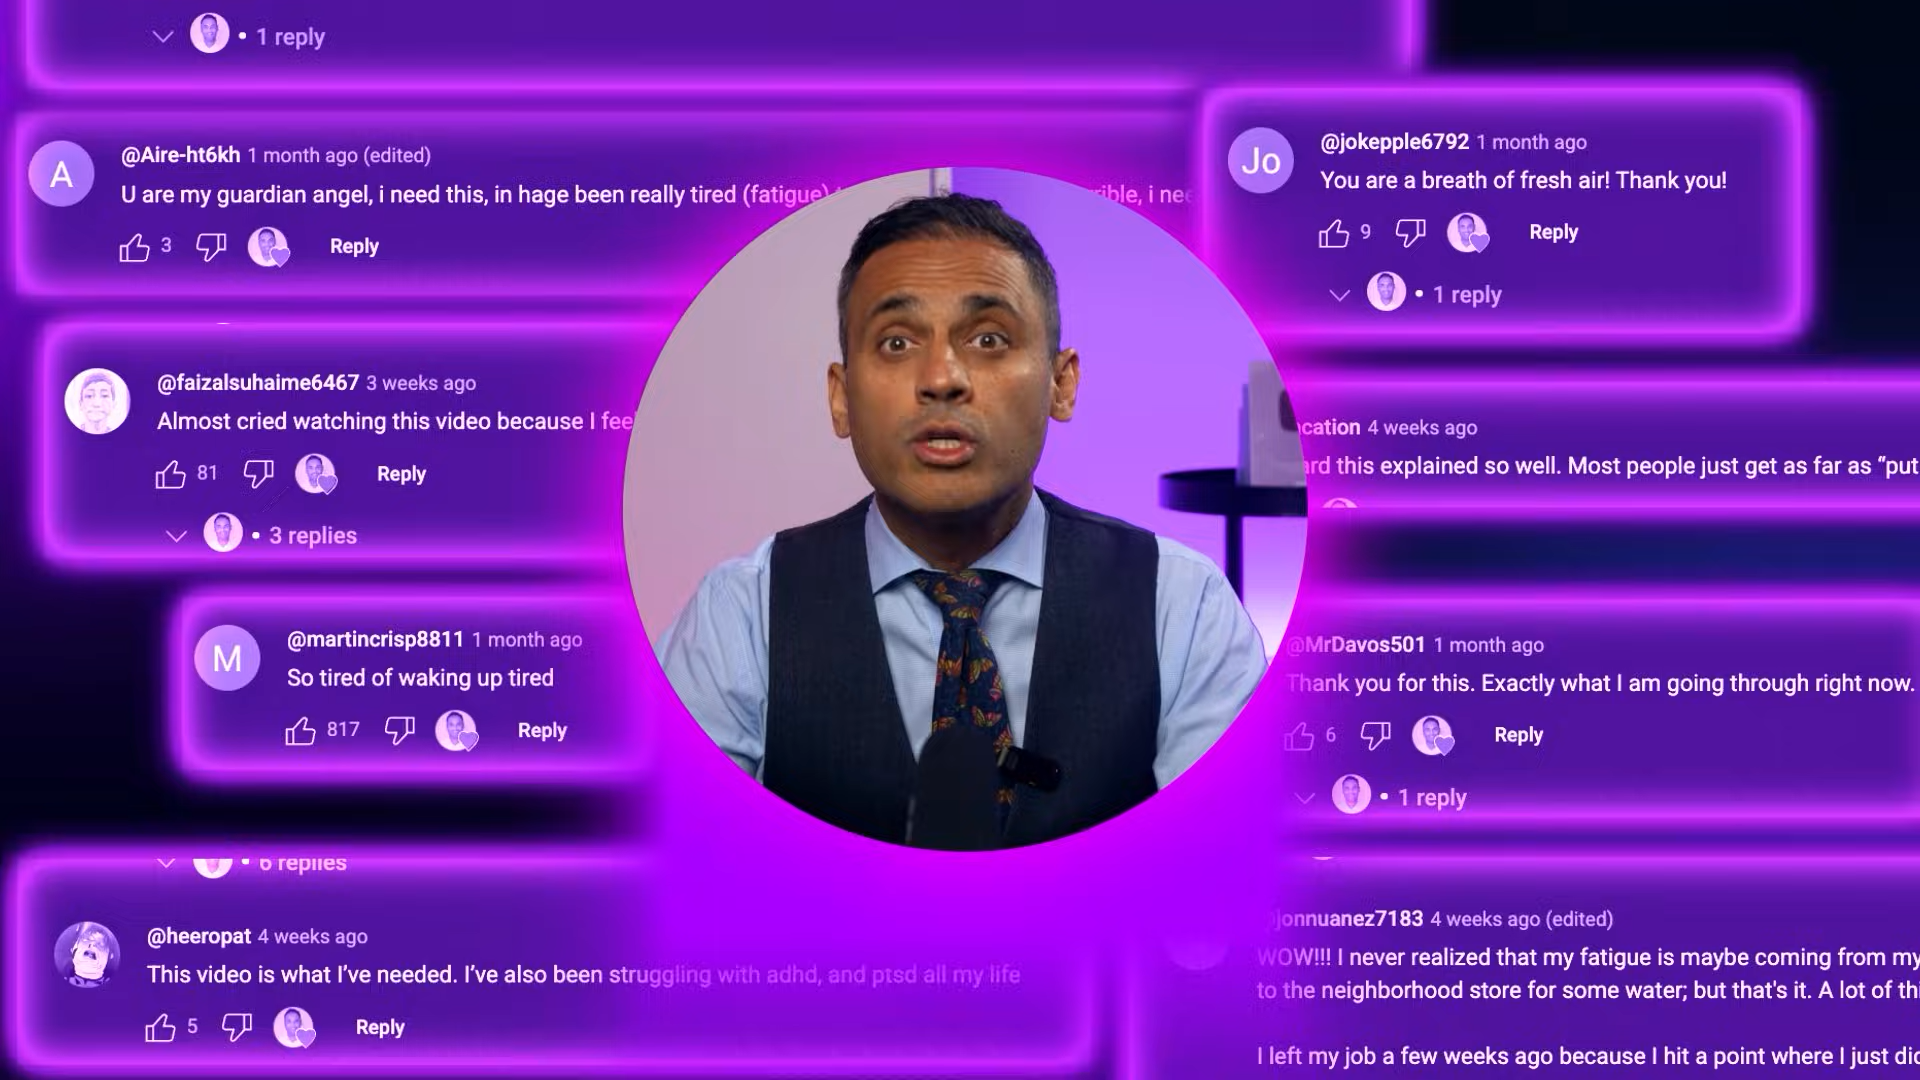 1 reply
A
@Aire-ht6kh 1 month ago (edited)
U are my guardian angel, i need this, in hage been really tired (fatigue)
3
Reply
@faizalsuhaime6467 3 weeks ago
Almost cried watching this video because I feel
81
Reply
3 replies
M
@martincrisp8811 1 month ago
So tired of waking up tired
817
Reply
6 replies
@heeropat 4 weeks ago
This video is what I've needed. I've also been struggling with adhd, and ptsd all my life
5
Reply
Jo
@jokepple6792 1 month ago
You are a breath of fresh air! Thank you!
9
Reply
1 reply
4 weeks ago
this explained so well. Most people just get as far as “put
@MrDavos501 1 month ago
Thank you for this. Exactly what I am going through right now.
6
Reply
1 reply
@jonnuanez7183 4 weeks ago (edited)
WOW!!! I never realized that my fatigue is maybe coming from my
to the neighborhood store for some water; but that's it. A lot of
I left my job a few weeks ago because I hit a point where I just